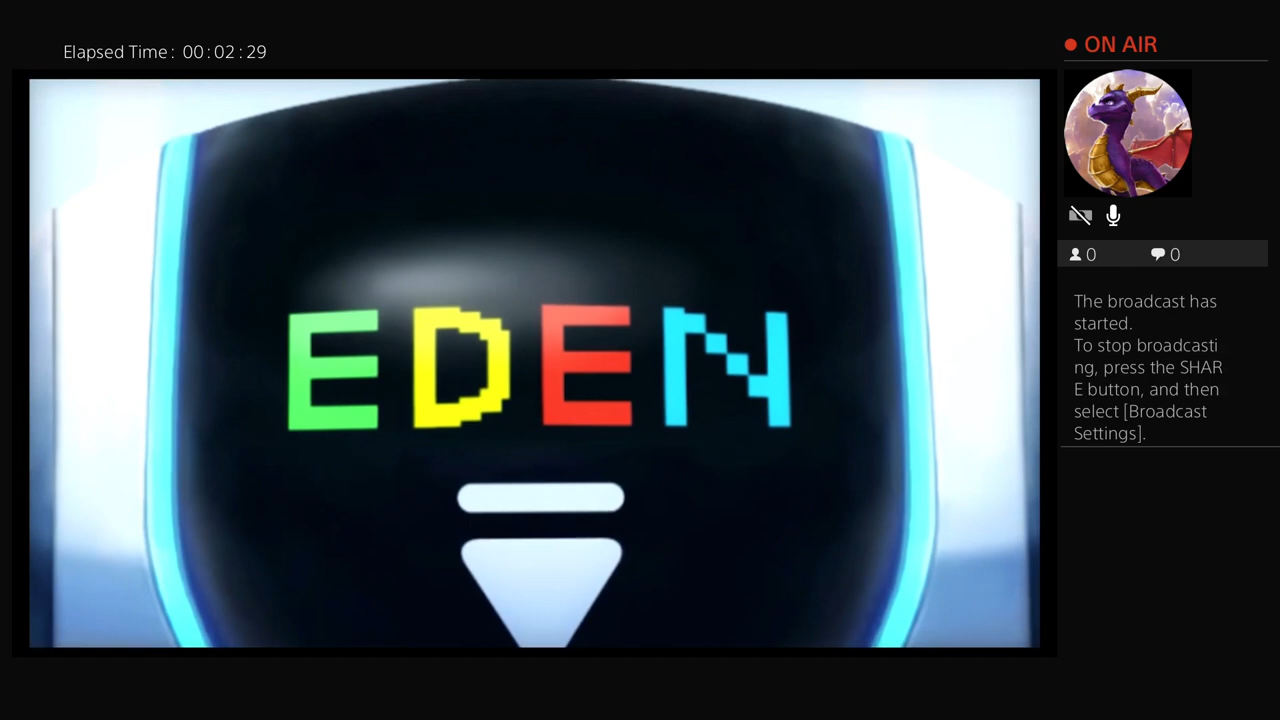 Elapsed Time: 00:02:29
ON AIR
EDEN
0 0
The broadcast has
started.
To stop broadcasti
ng, press the SHAR
E button, and then
select [Broadcast
Settings].